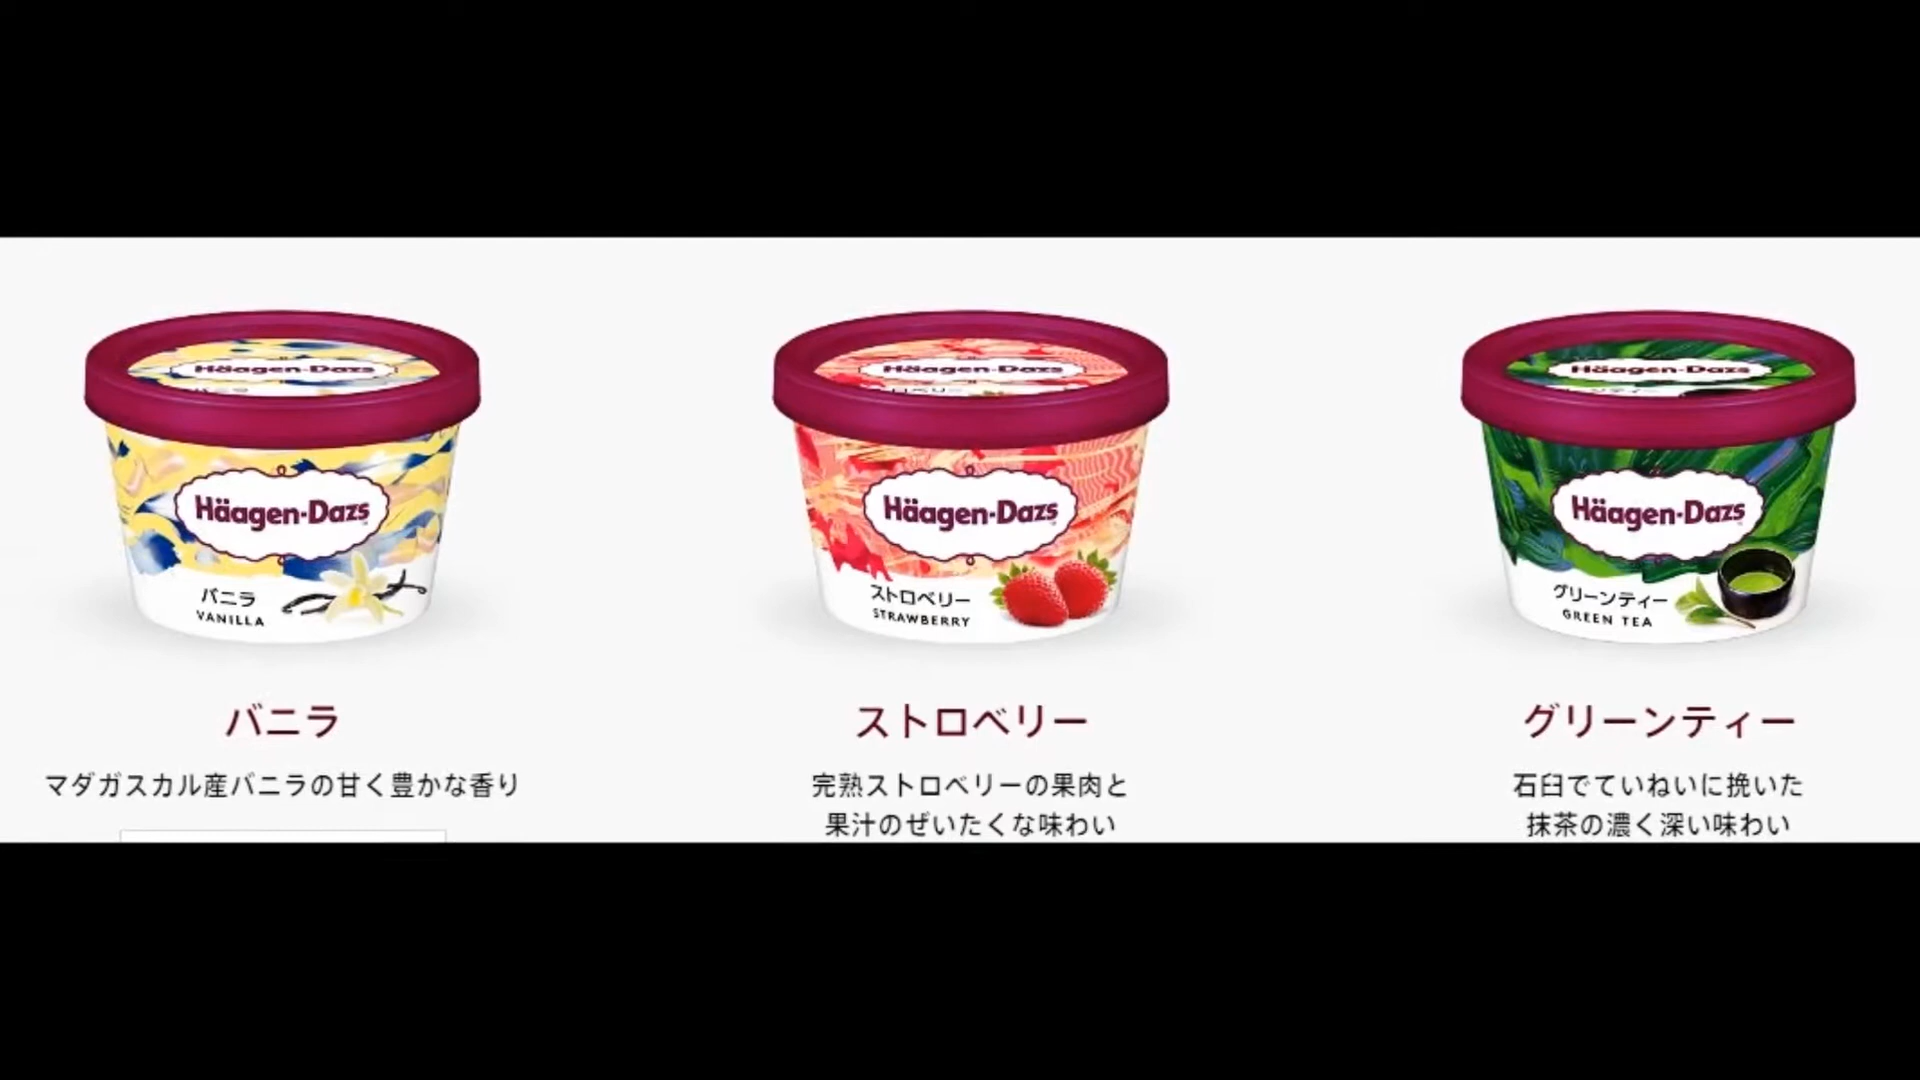 Häagen-Dazs
Häagen-Dazs
バニラ
VANILLA
バニラ
マダガスカル産バニラの甘く豊かな香り
Häagen-Dazs
Häagen-Dazs
ストロベリー
STRAWBERRY
ストロベリー
完熟ストロベリーの果肉と
果汁のぜいたくな味わい
Häagen-Dazs
Häagen-Dazs
グリーンティー
GREEN TEA
グリーンティー
石臼でていねいに挽いた
抹茶の濃く深い味わい